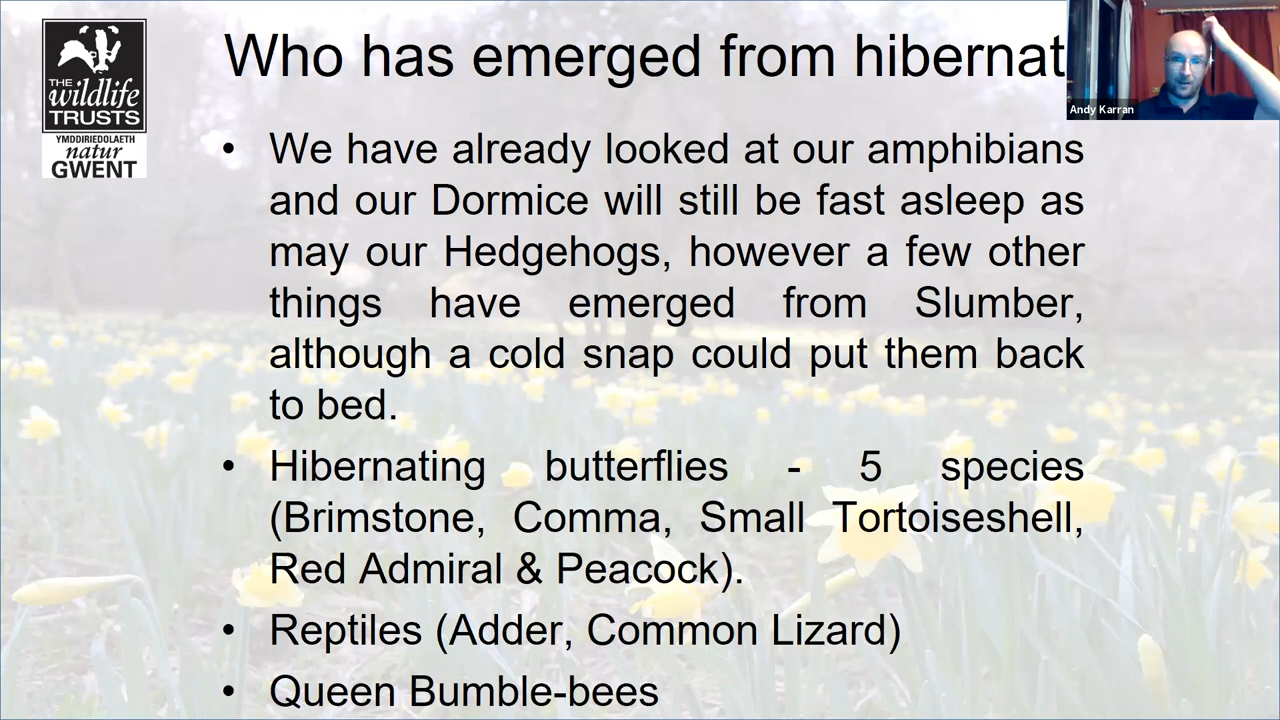 THE
wildlife
TRUSTS
YMDDIRIEDOLAETH
natur
GWENT
Who has emerged from hibernat
Andy Karran
• We have already looked at our amphibians
and our Dormice will still be fast asleep as
may our Hedgehogs, however a few other
things have emerged from Slumber,
although a cold snap could put them back
to bed.
• Hibernating butterflies - 5 species
(Brimstone, Comma, Small Tortoiseshell,
Red Admiral & Peacock).
• Reptiles (Adder, Common Lizard)
• Queen Bumble-bees